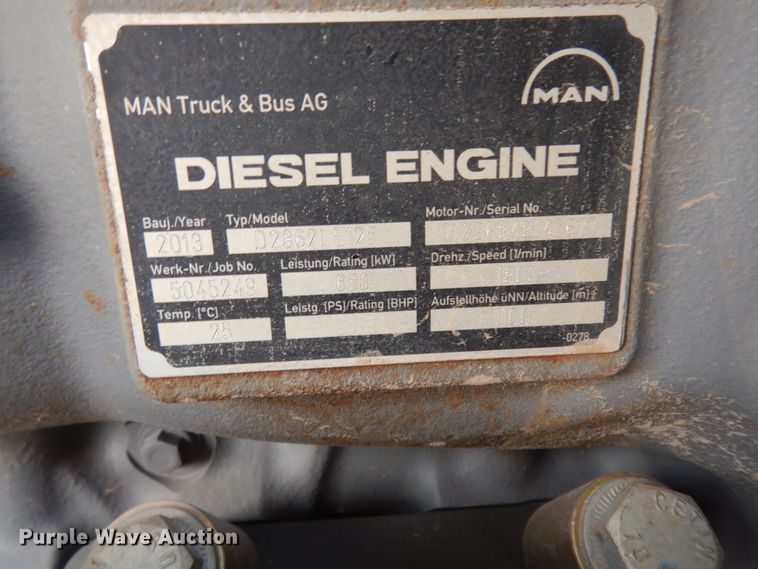 MAN Truck & Bus AG
MAN
DIESEL ENGINE
Bauj./Year Typ/Model Motor-Nr./Serial No.
2013
Werk-Nr./Job No. Leistung/Rating [kW] Drehz./Speed [1/min]
5045249 650 1800
Temp. [°C] Leistg. [PS]/Rating [BHP] Aufstellhöhe üNN/Altitude [m]
25 100
-0278
Purple Wave Auction